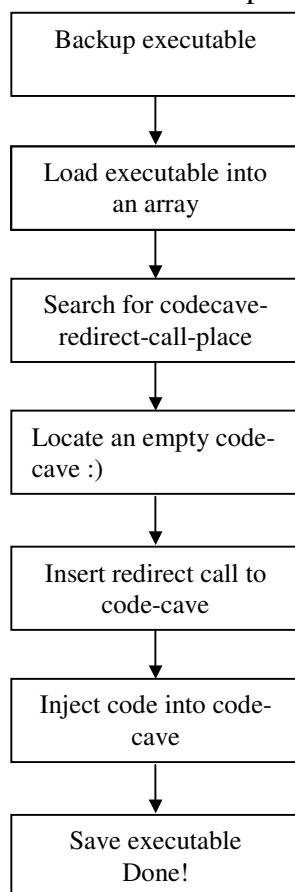 Backup executable
Load executable into
an array
Search for codecave-
redirect-call-place
Locate an empty code-
cave :)
Insert redirect call to
code-cave
Inject code into code-
cave
Save executable
Done!